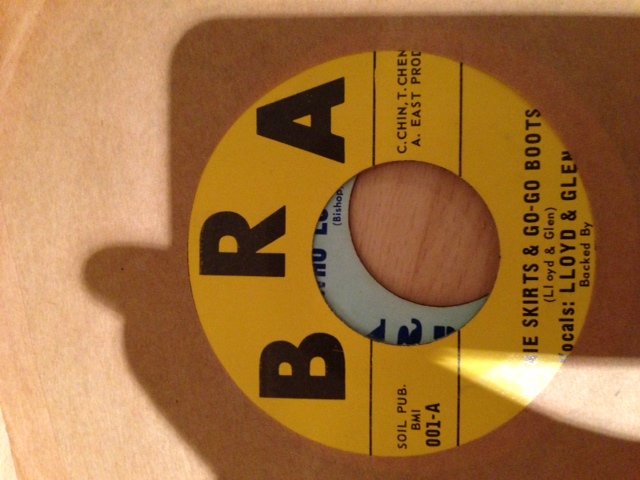 BRA
SOIL PUB.
BMI
001-A
C.CHIN, T.CHEN
A. EAST PROD
(Bishop,
IE SKIRTS & GO-GO BOOTS
(Lloyd & Glen)
ocals: LLOYD & GLEN
Backed By